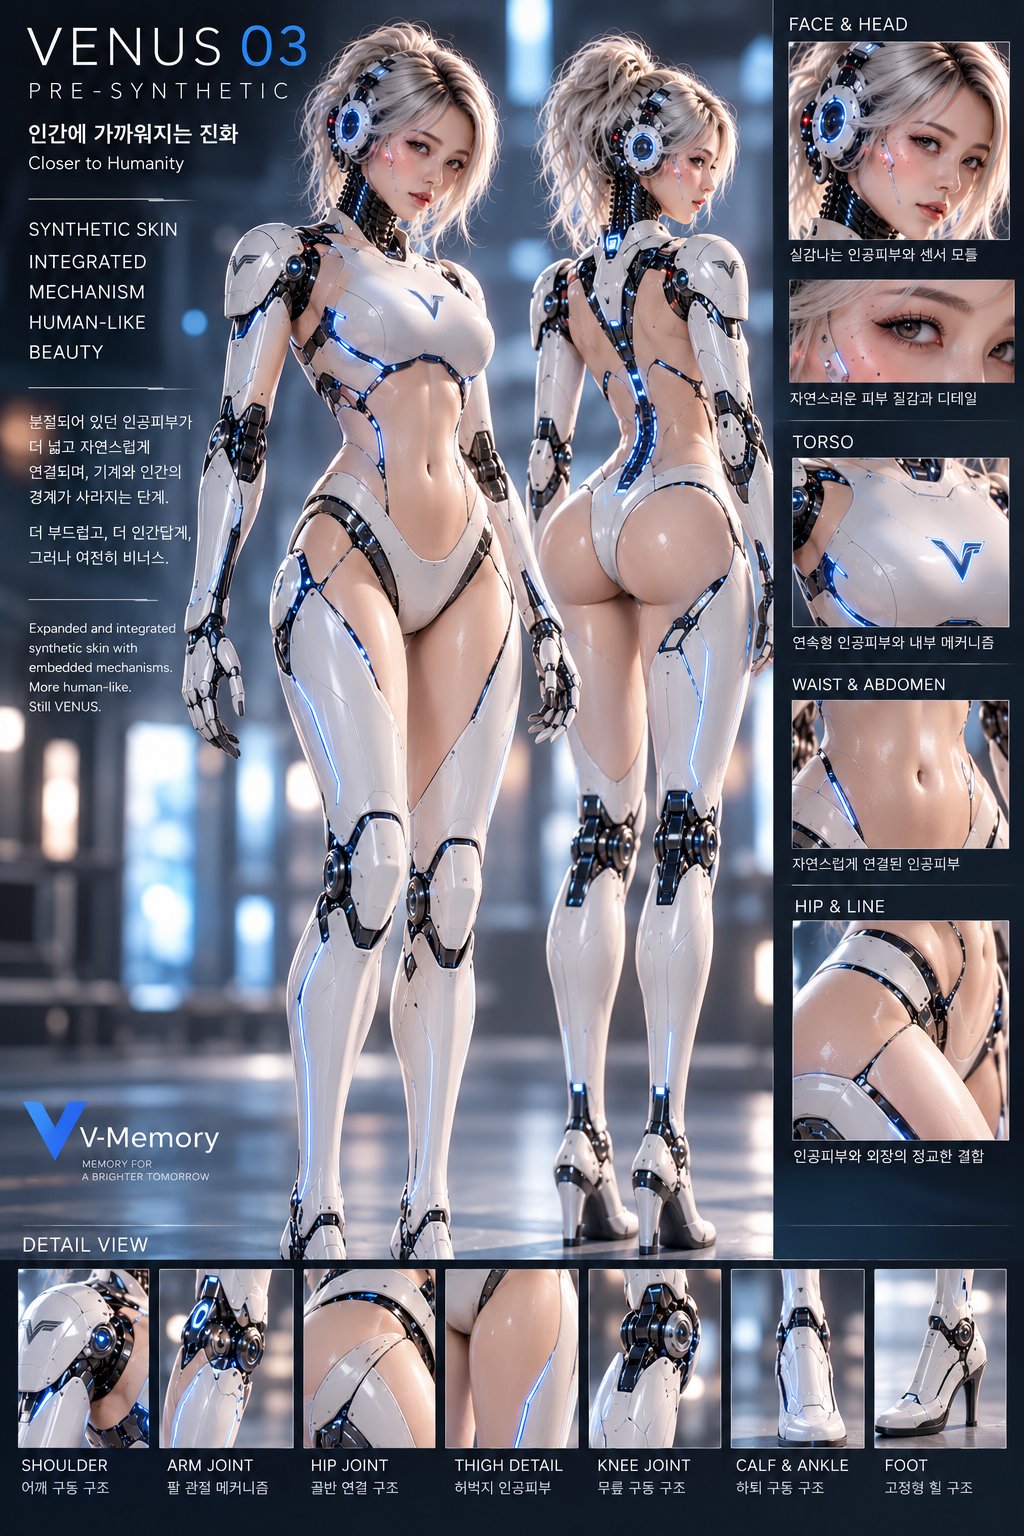 VENUS 03
PRE-SYNTHETIC
인간에 가까워지는 진화
Closer to Humanity
SYNTHETIC SKIN
INTEGRATED
MECHANISM
HUMAN-LIKE
BEAUTY
분절되어 있던 인공피부가
더 넓고 자연스럽게
연결되며, 기계와 인간의
경계가 사라지는 단계.
더 부드럽고, 더 인간답게,
그러나 여전히 비너스.
Expanded and integrated
synthetic skin with
embedded mechanisms.
More human-like.
Still VENUS.
V-Memory
MEMORY FOR
A BRIGHTER TOMORROW
FACE & HEAD
실감나는 인공피부와 센서 모듈
자연스러운 피부 질감과 디테일
TORSO
연속형 인공피부와 내부 메커니즘
WAIST & ABDOMEN
자연스럽게 연결된 인공피부
HIP & LINE
인공피부와 외장의 정교한 결합
DETAIL VIEW
SHOULDER
어깨 구동 구조
ARM JOINT
팔 관절 메커니즘
HIP JOINT
골반 연결 구조
THIGH DETAIL
허벅지 인공피부
KNEE JOINT
무릎 구동 구조
CALF & ANKLE
하퇴 구동 구조
FOOT
고정형 힐 구조